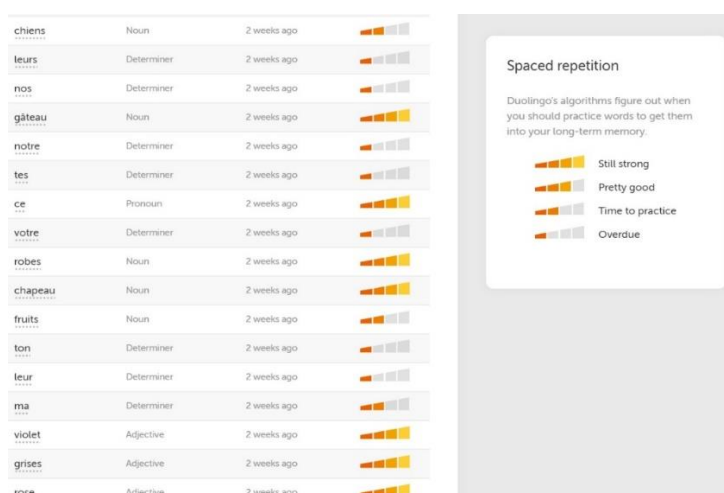 chiens Noun 2 weeks ago
leurs Determiner 2 weeks ago
nos Determiner 2 weeks ago
gâteau Noun 2 weeks ago
notre Determiner 2 weeks ago
tes Determiner 2 weeks ago
ce Pronoun 2 weeks ago
votre Determiner 2 weeks ago
robes Noun 2 weeks ago
chapeau Noun 2 weeks ago
fruits Noun 2 weeks ago
ton Determiner 2 weeks ago
leur Determiner 2 weeks ago
ma Determiner 2 weeks ago
violet Adjective 2 weeks ago
grises Adjective 2 weeks ago
rose Adjective 2 weeks ago
Spaced repetition
Duolingo's algorithms figure out when
you should practice words to get them
into your long-term memory.
Still strong
Pretty good
Time to practice
Overdue